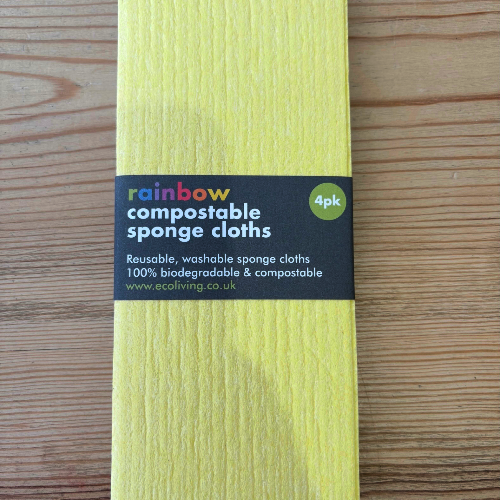 rainbow
compostable
sponge cloths
4pk
Reusable, washable sponge cloths
100% biodegradable & compostable
www.ecoliving.co.uk